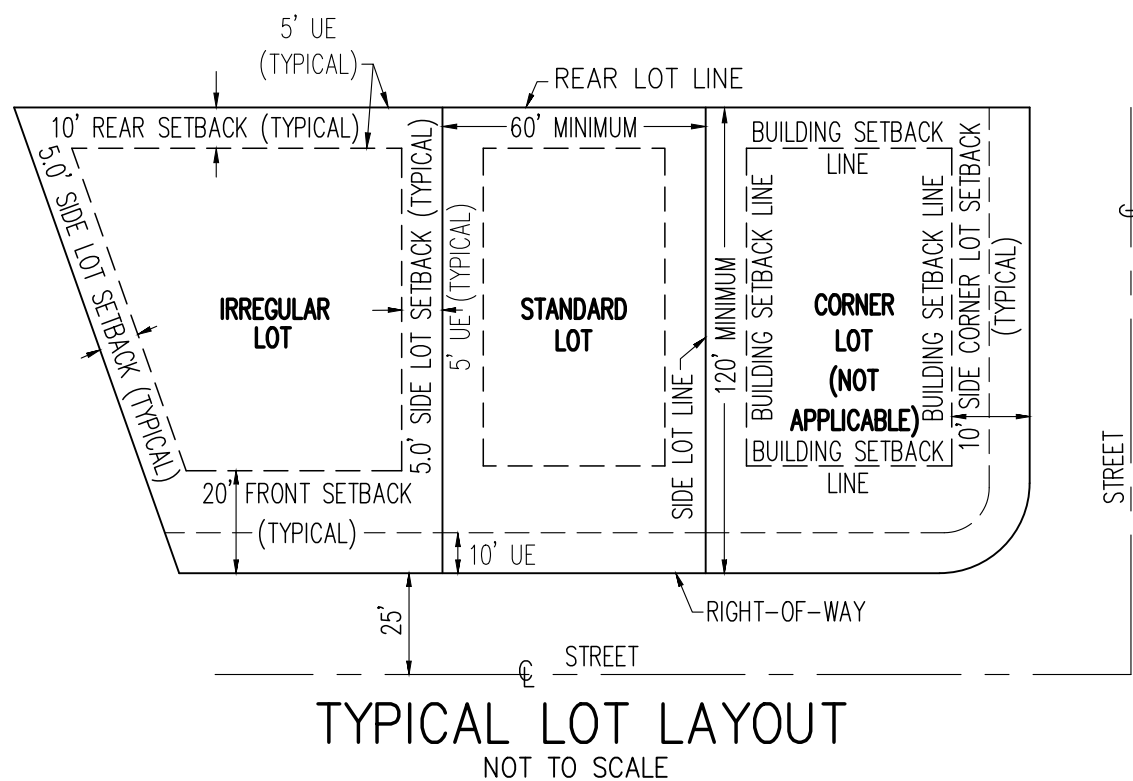 5' UE
(TYPICAL)
REAR LOT LINE
10' REAR SETBACK (TYPICAL)
60' MINIMUM
BUILDING SETBACK
LINE
5.0' SIDE LOT SETBACK (TYPICAL)
IRREGULAR
LOT
5.0' SIDE LOT SETBACK (TYPICAL)
5' UE (TYPICAL)
STANDARD
LOT
SIDE LOT LINE
120' MINIMUM
BUILDING SETBACK LINE
CORNER
LOT
(NOT
APPLICABLE)
BUILDING SETBACK LINE
10' SIDE CORNER LOT SETBACK
(TYPICAL)
BUILDING SETBACK
LINE
20' FRONT SETBACK
(TYPICAL)
10' UE
25'
RIGHT-OF-WAY
STREET
℄
STREET
℄
TYPICAL LOT LAYOUT
NOT TO SCALE